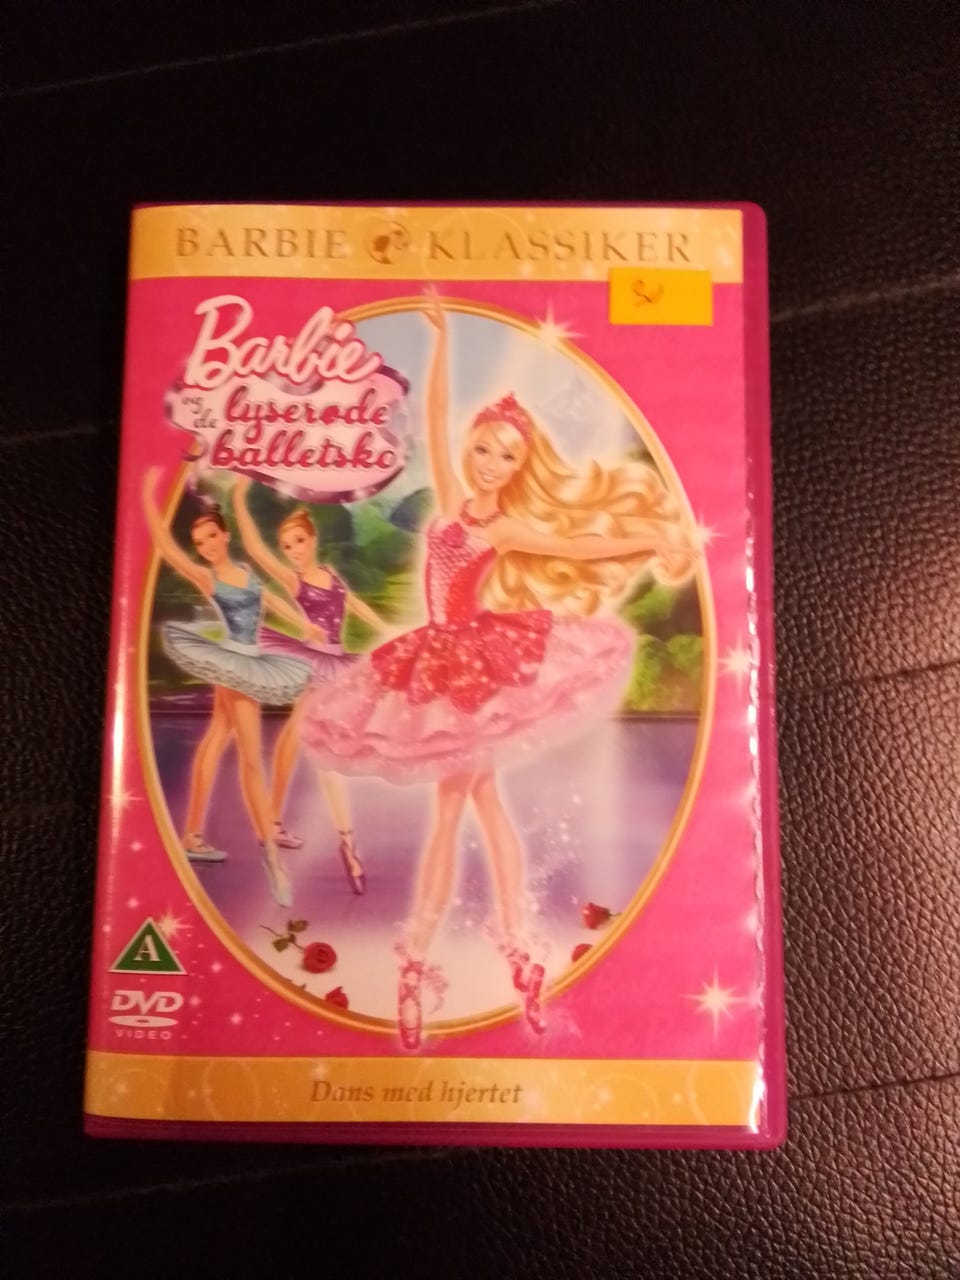 BARBIE KLASSIKER
Barbie
og de lyserøde
balletsko
A
DVD
VIDEO
Dans med hjertet